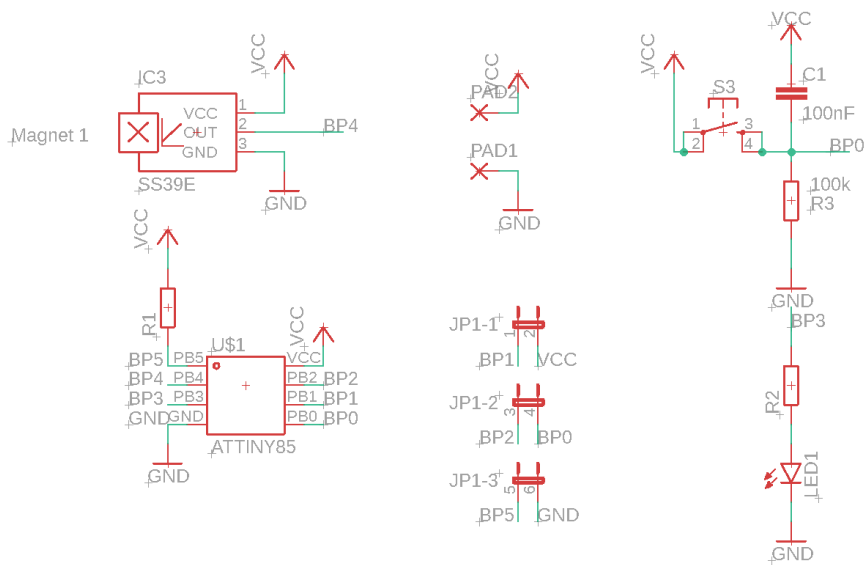 VCC
IC3
1
VCC
2
OUT
BP4
3
GND
Magnet 1
SS39E
GND
VCC
PAD2
PAD1
GND
VCC
VCC
S3
C1
1
3
100nF
2
4
BP0
100k
R3
GND
VCC
R1
U$1
VCC
BP5
PB5
VCC
BP4
PB4
PB2
BP2
BP3
PB3
PB1
BP1
GND
GND
PB0
BP0
ATTINY85
GND
JP1-1
1
2
BP1
VCC
JP1-2
3
4
BP2
BP0
JP1-3
5
6
BP5
GND
BP3
R2
LED1
GND